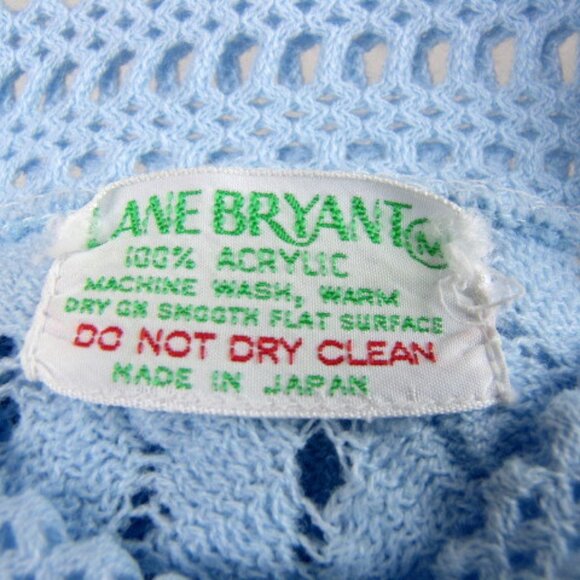 LANE BRYANT M
100% ACRYLIC
MACHINE WASH, WARM
DRY ON SMOOTH FLAT SURFACE
DO NOT DRY CLEAN
MADE IN JAPAN